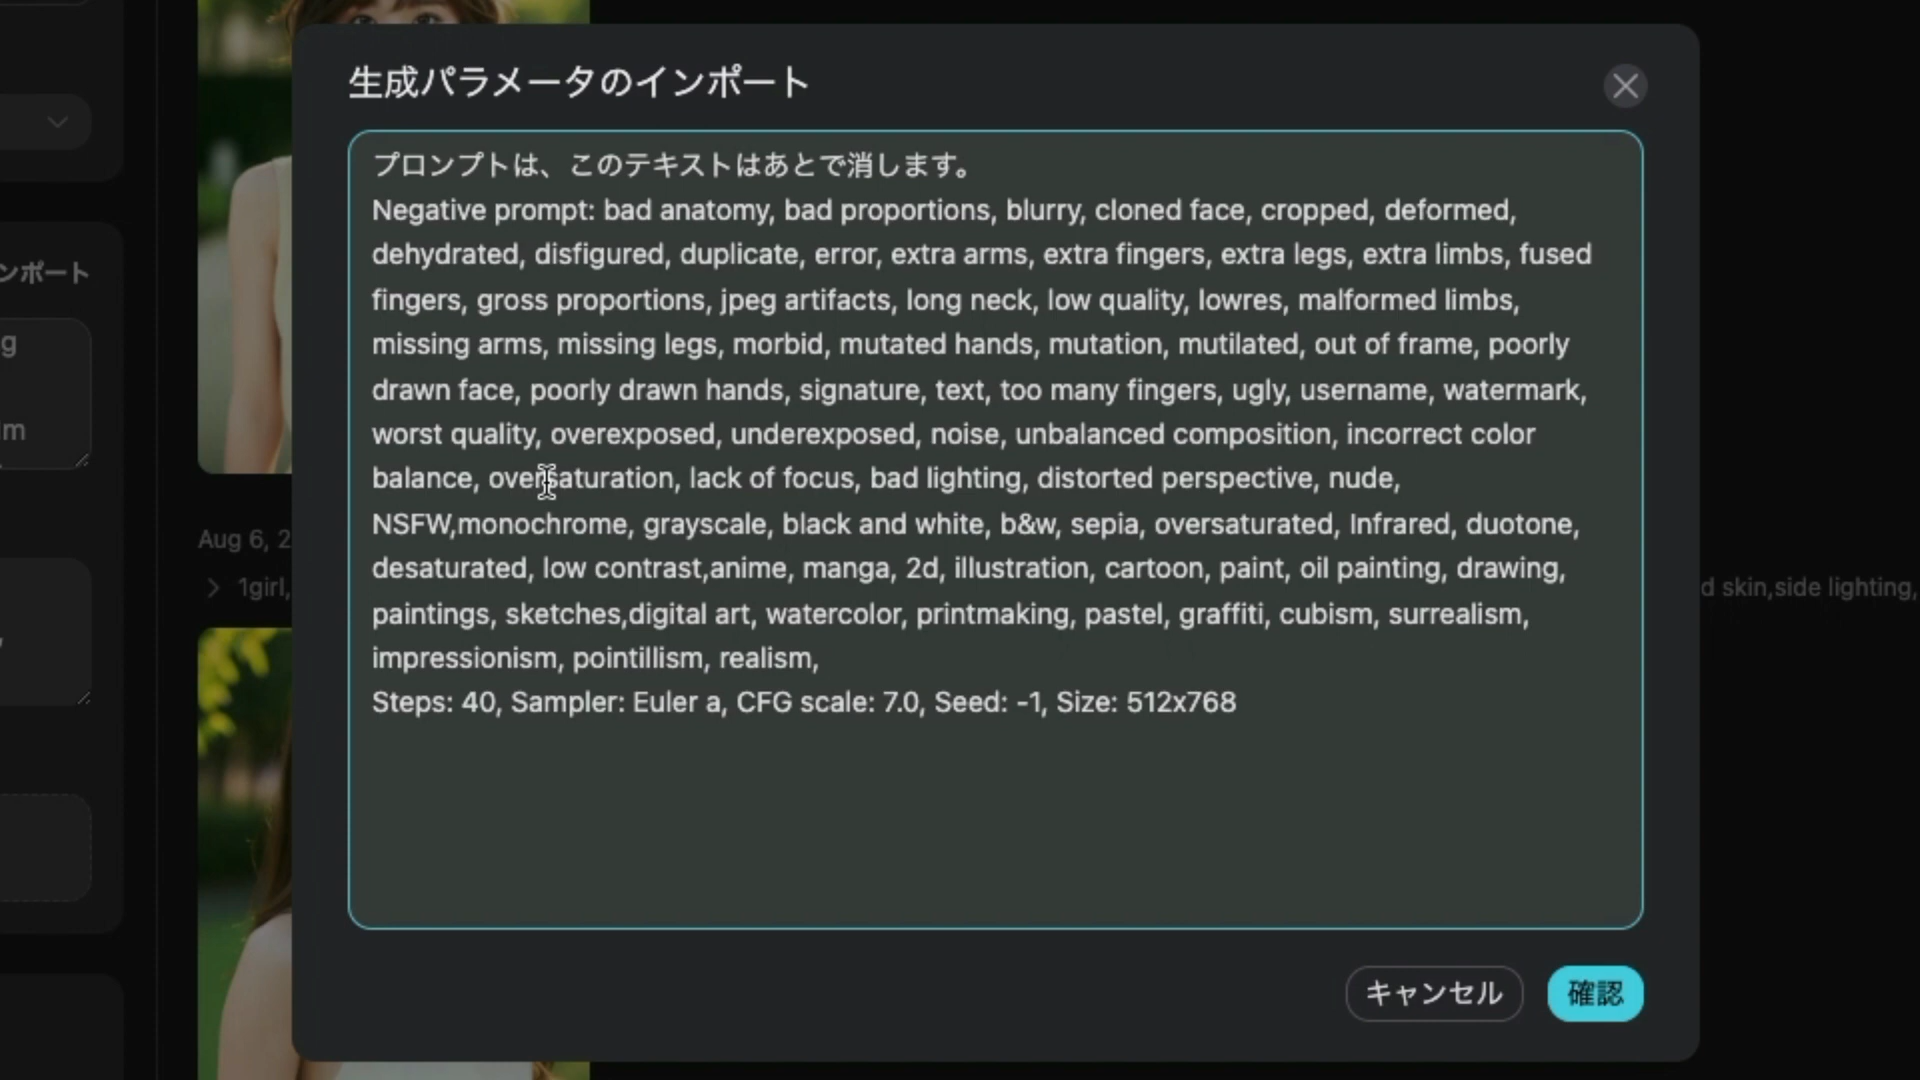 生成パラメータのインポート
プロンプトは、このテキストはあとで消します。
Negative prompt: bad anatomy, bad proportions, blurry, cloned face, cropped, deformed,
dehydrated, disfigured, duplicate, error, extra arms, extra fingers, extra legs, extra limbs, fused
fingers, gross proportions, jpeg artifacts, long neck, low quality, lowres, malformed limbs,
missing arms, missing legs, morbid, mutated hands, mutation, mutilated, out of frame, poorly
drawn face, poorly drawn hands, signature, text, too many fingers, ugly, username, watermark,
worst quality, overexposed, underexposed, noise, unbalanced composition, incorrect color
balance, oversaturation, lack of focus, bad lighting, distorted perspective, nude,
NSFW,monochrome, grayscale, black and white, b&w, sepia, oversaturated, Infrared, duotone,
desaturated, low contrast,anime, manga, 2d, illustration, cartoon, paint, oil painting, drawing,
paintings, sketches,digital art, watercolor, printmaking, pastel, graffiti, cubism, surrealism,
impressionism, pointillism, realism,
Steps: 40, Sampler: Euler a, CFG scale: 7.0, Seed: -1, Size: 512x768
キャンセル
確認
ンポート
g
Aug 6, 2
1girl,
d skin,side lighting,